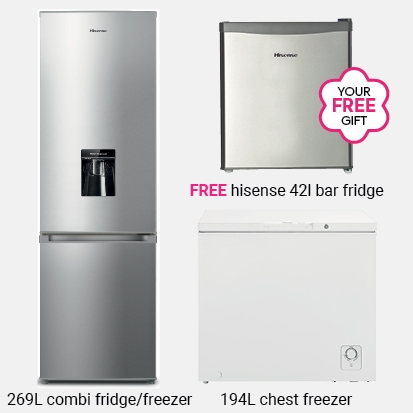 Hisense
Hisense
YOUR
FREE
GIFT
FREE hisense 42l bar fridge
269L combi fridge/freezer
194L chest freezer